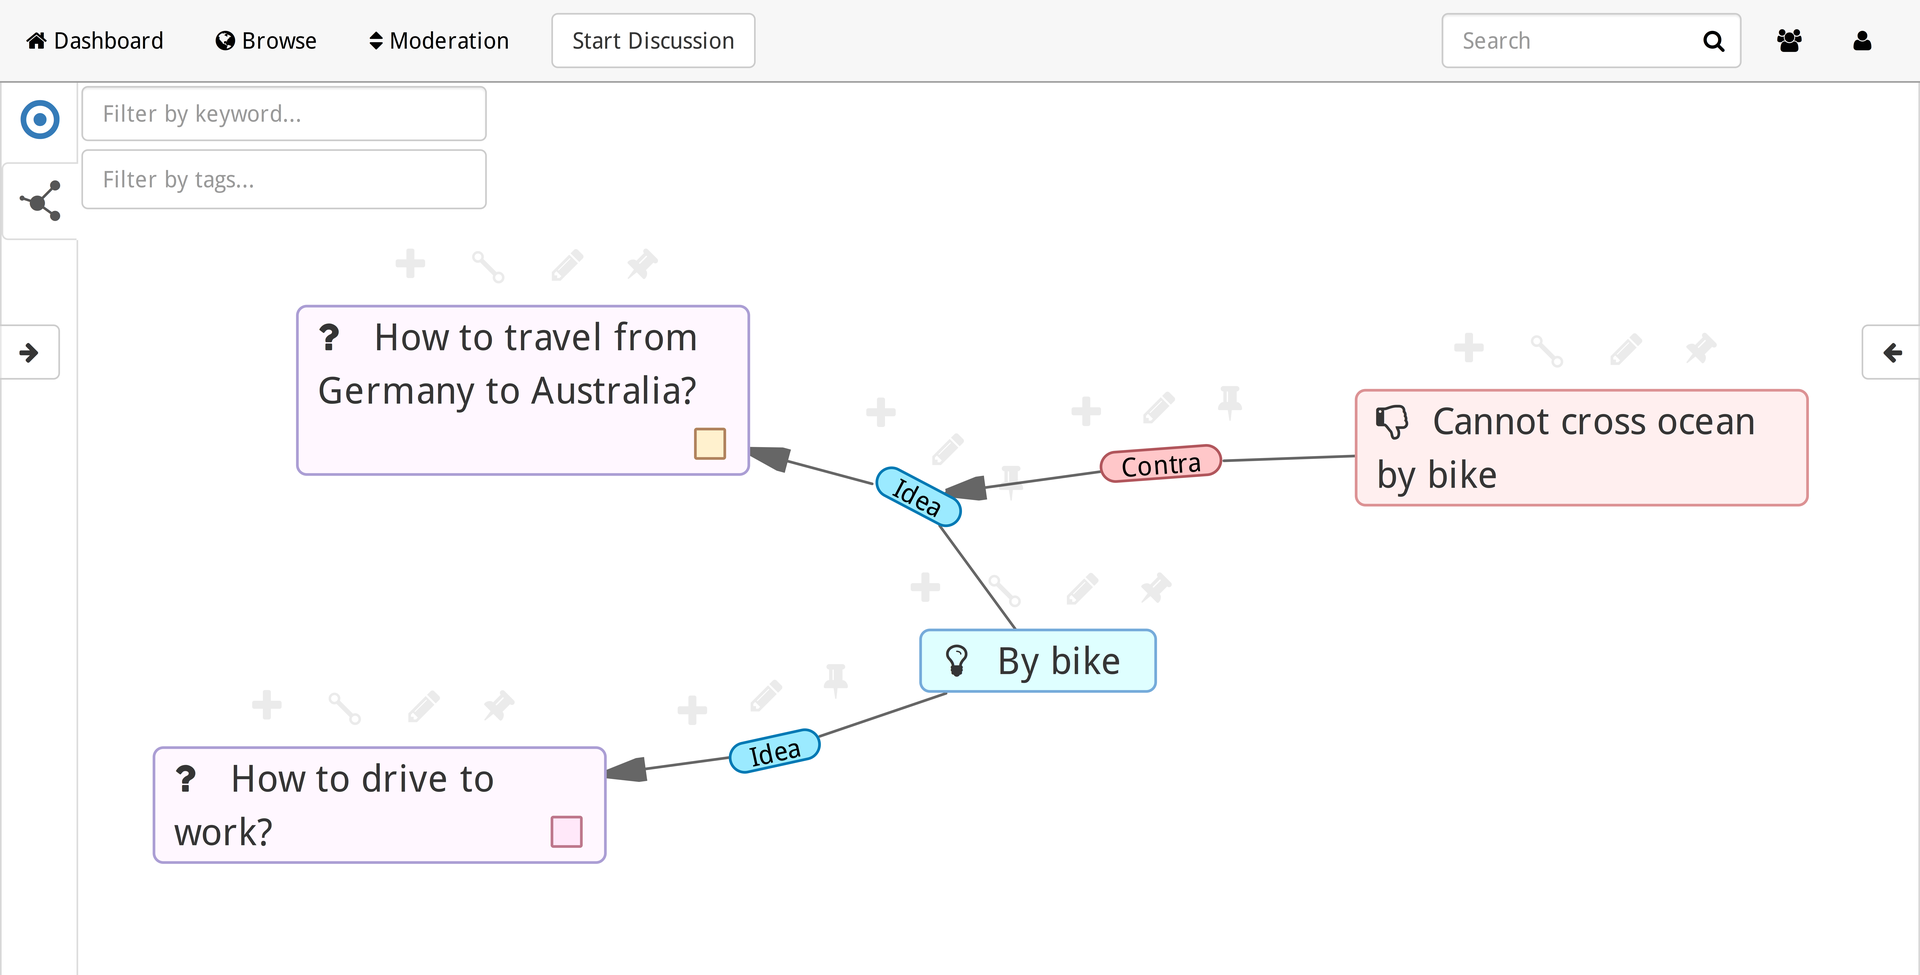 Dashboard Browse Moderation Start Discussion Search
Filter by keyword...
Filter by tags...
? How to travel from
Germany to Australia?
Cannot cross ocean
by bike
Contra
Idea
By bike
Idea
? How to drive to
work?